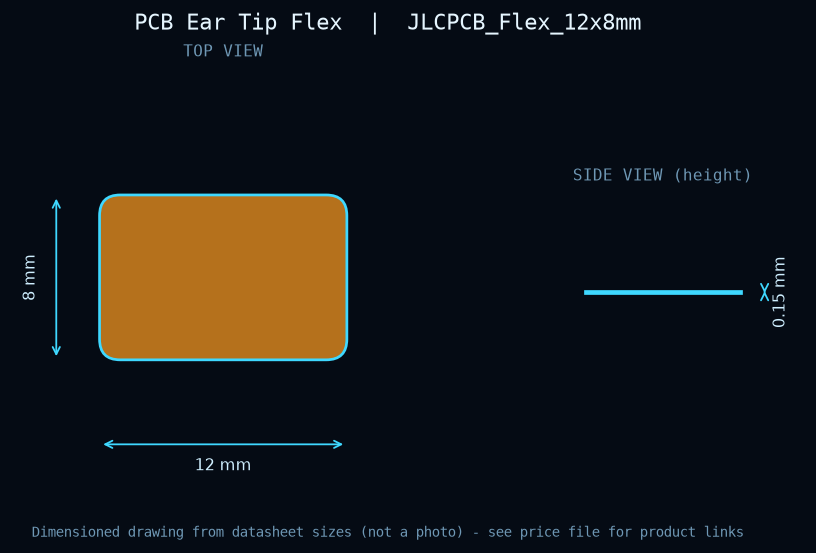 PCB Ear Tip Flex  |  JLCPCB_Flex_12x8mm
TOP VIEW
SIDE VIEW (height)
8 mm
0.15 mm
12 mm
Dimensioned drawing from datasheet sizes (not a photo) - see price file for product links